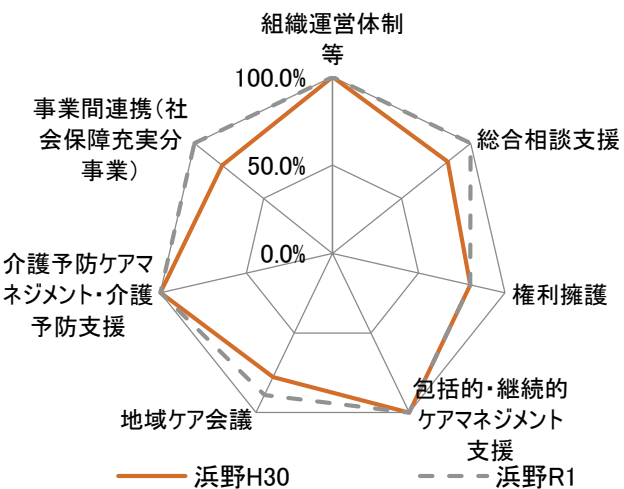 組織運営体制
等
100.0%
50.0%
0.0%
総合相談支援
権利擁護
包括的・継続的
ケアマネジメント
支援
地域ケア会議
介護予防ケアマ
ネジメント・介護
予防支援
事業間連携（社
会保障充実分
事業）
浜野H30
浜野R1